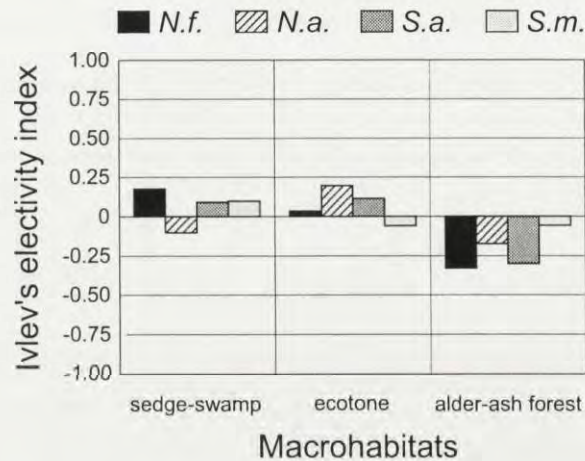 N.f. N.a. S.a. S.m.
Ivlev's electivity index
1.00
0.75
0.50
0.25
0
-0.25
-0.50
-0.75
-1.00
sedge-swamp ecotone alder-ash forest
Macrohabitats